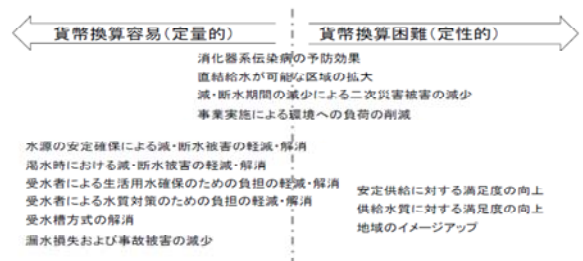 貨幣換算容易(定量的)
貨幣換算困難(定性的)
消化器系伝染病の予防効果
直結給水が可能な区域の拡大
減・断水期間の減少による二次災害被害の減少
事業実施による環境への負荷の削減
水源の安定確保による減・断水被害の軽減・解消
渇水時における減・断水被害の軽減・解消
受水者による生活用水確保のための負担の軽減・解消
受水者による水質対策のための負担の軽減・解消
受水槽方式の解消
漏水損失および事故被害の減少
安定供給に対する満足度の向上
供給水質に対する満足度の向上
地域のイメージアップ